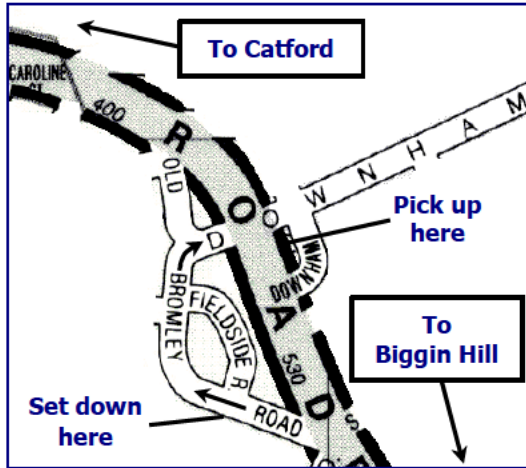 To Catford
CAROLINE
CT
400
R
O
A
D
OLD
D
O
W N H A M
Pick up
here
DOWNHAM
BROMLEY
FIELDSIDE R.
530
To
Biggin Hill
Set down
here
ROAD
S